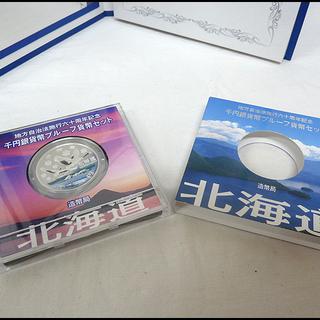 地方自治法施行六十周年記念
千円銀貨幣プルーフ貨幣セット
造幣局
北海道
地方自治法施行六十周年記念
千円銀貨幣プルーフ貨幣セット
造幣局
北海道